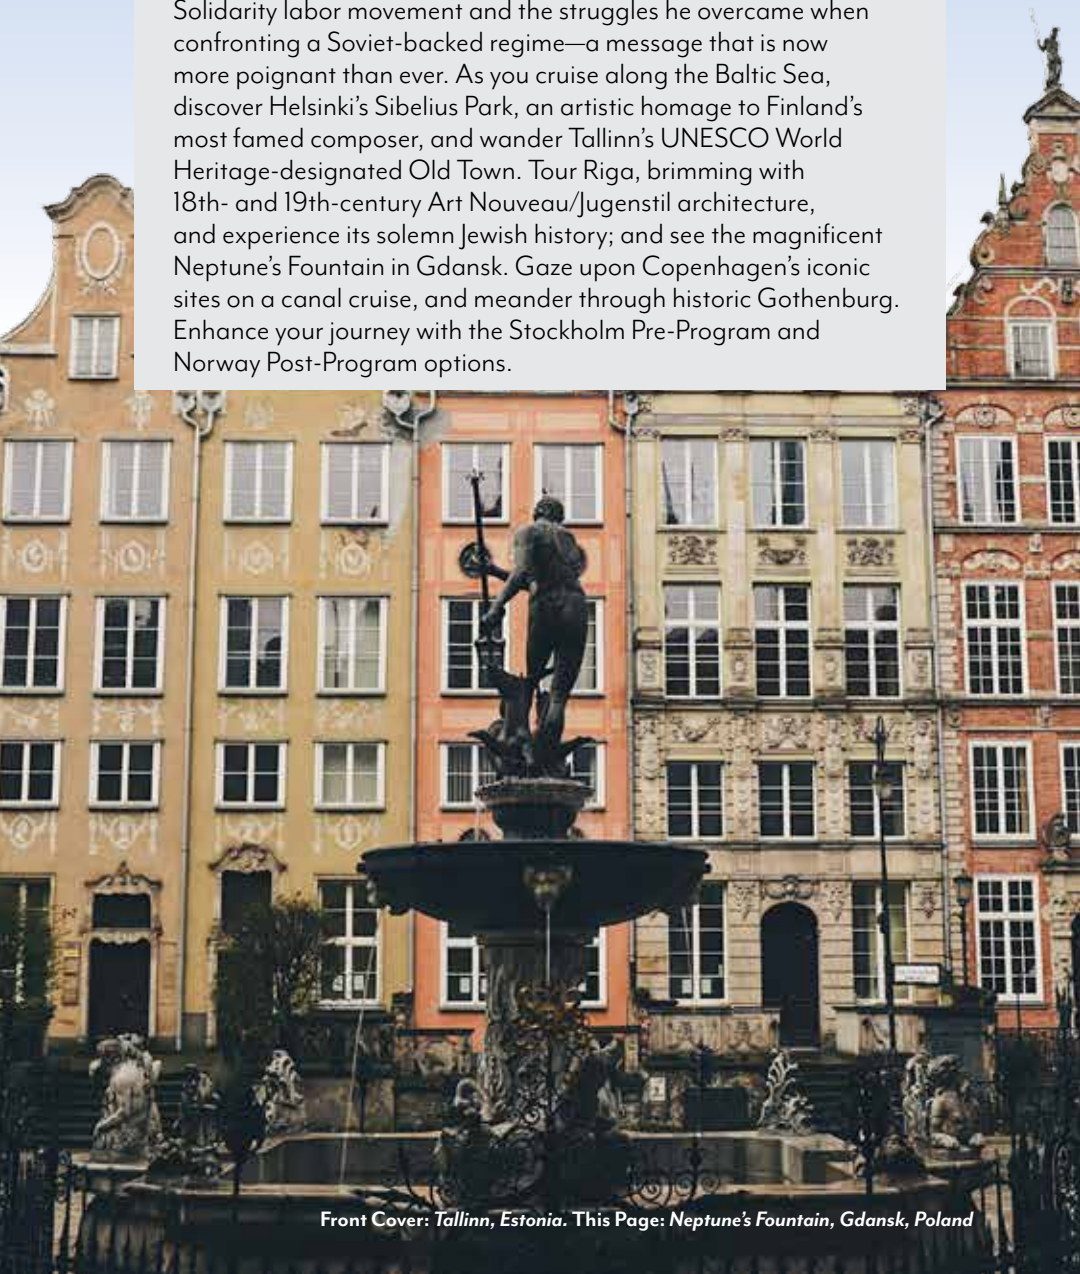 Solidarity labor movement and the struggles he overcame when
confronting a Soviet-backed regime—a message that is now
more poignant than ever. As you cruise along the Baltic Sea,
discover Helsinki’s Sibelius Park, an artistic homage to Finland’s
most famed composer, and wander Tallinn’s UNESCO World
Heritage-designated Old Town. Tour Riga, brimming with
18th- and 19th-century Art Nouveau/Jugenstil architecture,
and experience its solemn Jewish history; and see the magnificent
Neptune’s Fountain in Gdansk. Gaze upon Copenhagen’s iconic
sites on a canal cruise, and meander through historic Gothenburg.
Enhance your journey with the Stockholm Pre-Program and
Norway Post-Program options.
Front Cover: Tallinn, Estonia. This Page: Neptune’s Fountain, Gdansk, Poland